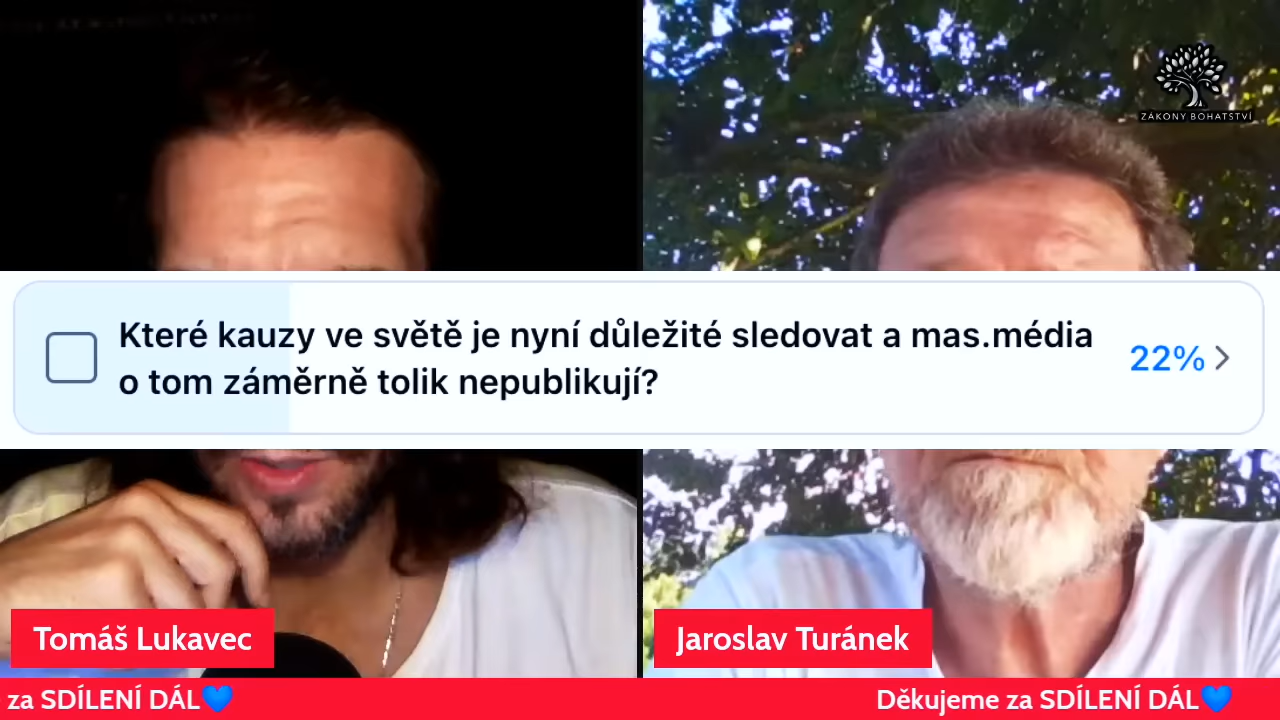 ZÁKONY BOHATSTVÍ
Které kauzy ve světě je nyní důležité sledovat a mas.média
o tom záměrně tolik nepublikují?
22%
Tomáš Lukavec
Jaroslav Turánek
za SDÍLENÍ DÁL💙
Děkujeme za SDÍLENÍ DÁL💙